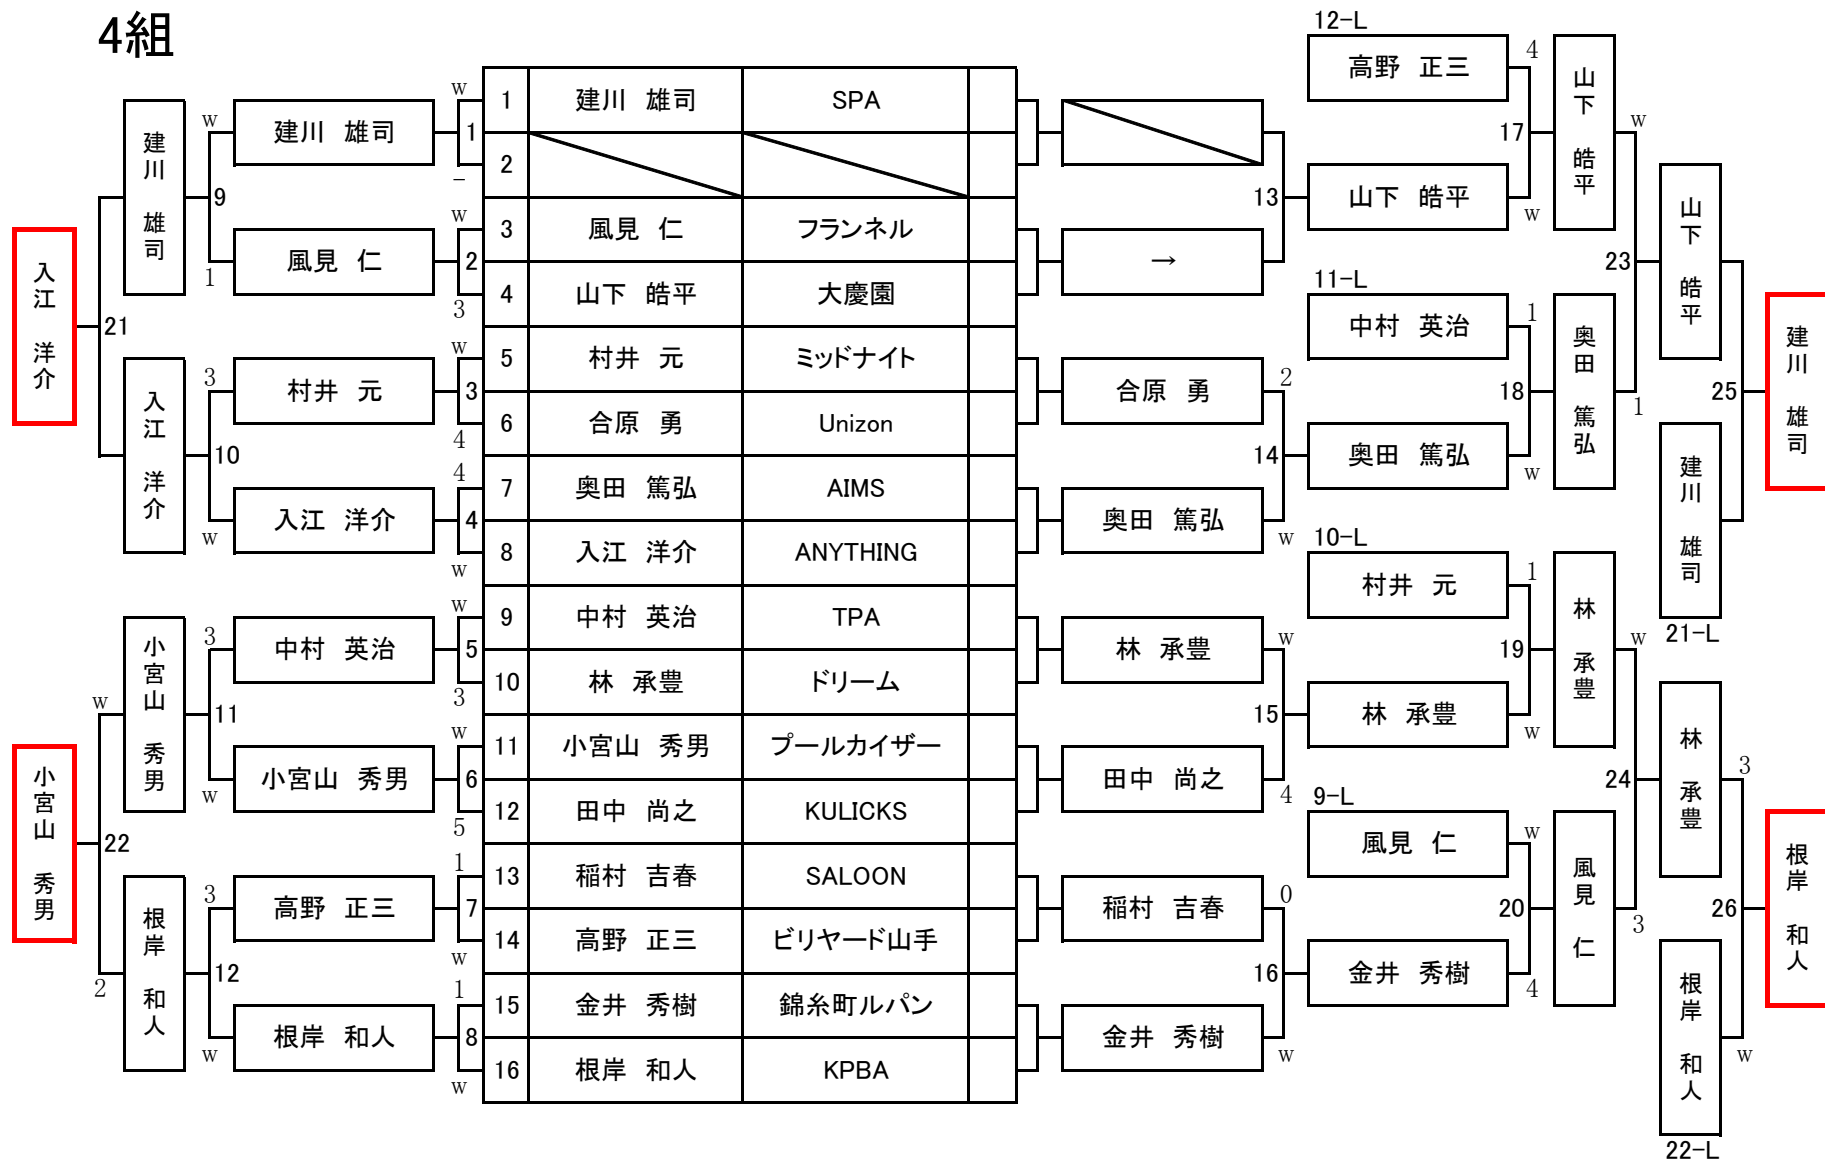 4組
入江 洋介
小宮山 秀男
21
w
22
2
建川 雄司
入江 洋介
小宮山 秀男
根岸 和人
w
9
1
3
10
w
3
11
w
3
12
w
建川 雄司
風見 仁
村井 元
入江 洋介
中村 英治
小宮山 秀男
高野 正三
根岸 和人
w
1
-
w
2
3
w
3
4
4
4
w
w
5
3
w
6
5
1
7
w
1
8
w
1 建川 雄司 SPA
2
3 風見 仁 フランネル
4 山下 皓平 大慶園
5 村井 元 ミッドナイト
6 合原 勇 Unizon
7 奥田 篤弘 AIMS
8 入江 洋介 ANYTHING
9 中村 英治 TPA
10 林 承豊 ドリーム
11 小宮山 秀男 プールカイザー
12 田中 尚之 KULICKS
13 稲村 吉春 SALOON
14 高野 正三 ビリヤード山手
15 金井 秀樹 錦糸町ルパン
16 根岸 和人 KPBA
→
合原 勇
奥田 篤弘
林 承豊
田中 尚之
稲村 吉春
金井 秀樹
13
2
14
w
w
15
4
0
16
w
12-L
高野 正三
山下 皓平
11-L
中村 英治
奥田 篤弘
10-L
村井 元
林 承豊
9-L
風見 仁
金井 秀樹
4
17
w
1
18
w
1
19
w
w
20
4
山下 皓平
奥田 篤弘
林 承豊
風見 仁
w
23
1
w
24
3
山下 皓平
建川 雄司
21-L
林 承豊
根岸 和人
22-L
25
3
26
w
建川 雄司
根岸 和人